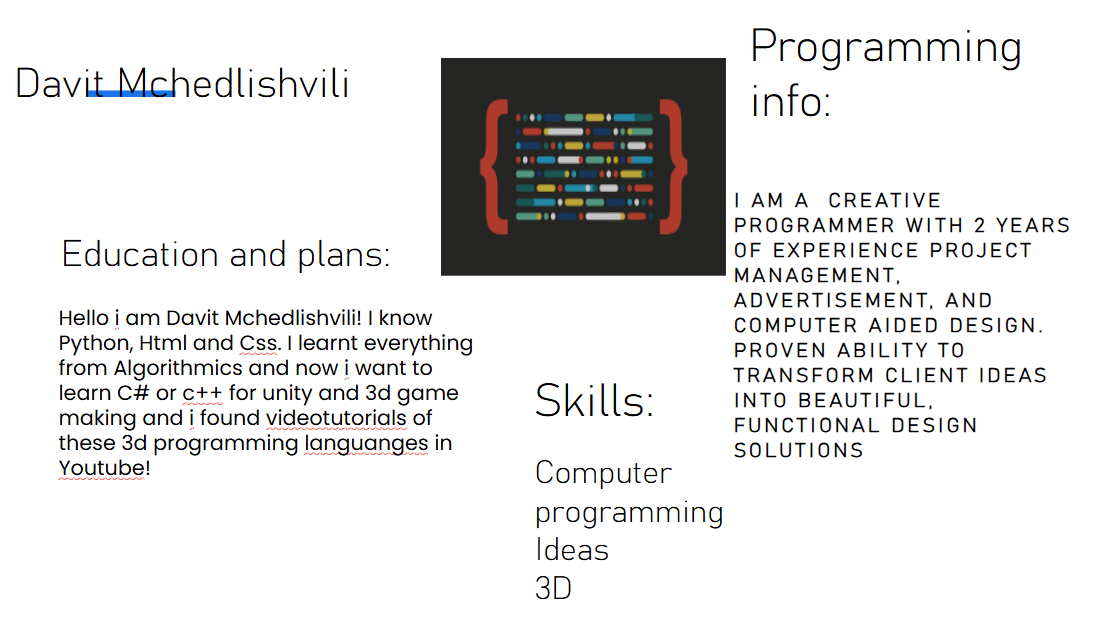 Davit Mchedlishvili
Education and plans:
Hello i am Davit Mchedlishvili! I know
Python, Html and Css. I learnt everything
from Algorithmics and now i want to
learn C# or c++ for unity and 3d game
making and i found videotutorials of
these 3d programming languanges in
Youtube!
Skills:
Computer
programming
Ideas
3D
Programming
info:
I AM A  CREATIVE
PROGRAMMER WITH 2 YEARS
OF EXPERIENCE PROJECT
MANAGEMENT,
ADVERTISEMENT, AND
COMPUTER AIDED DESIGN.
PROVEN ABILITY TO
TRANSFORM CLIENT IDEAS
INTO BEAUTIFUL,
FUNCTIONAL DESIGN
SOLUTIONS